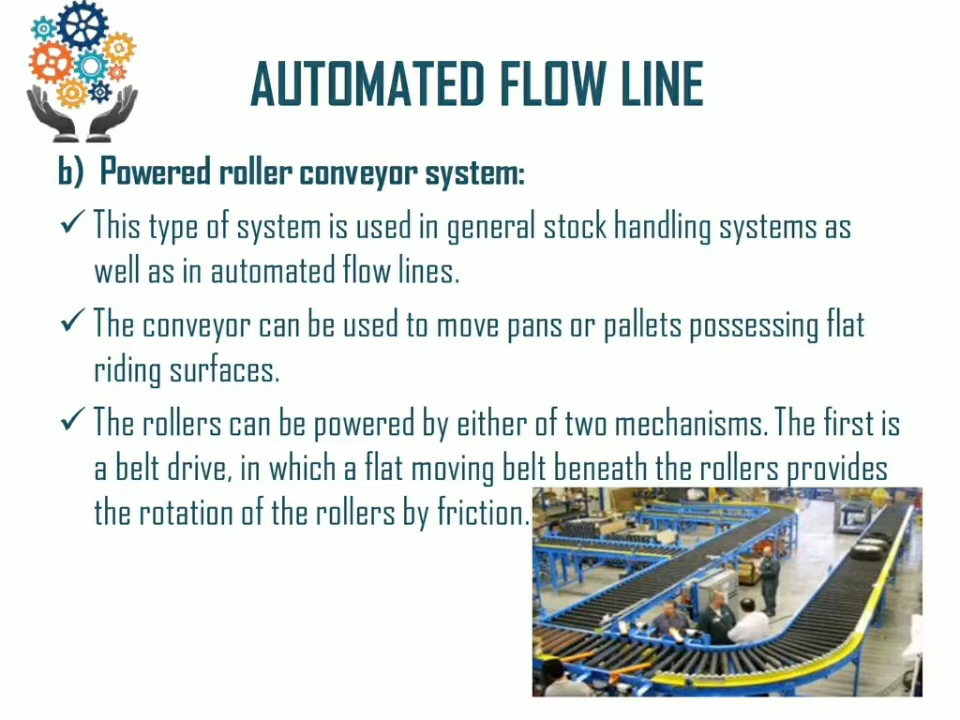 AUTOMATED FLOW LINE
b) Powered roller conveyor system:
✓ This type of system is used in general stock handling systems as
well as in automated flow lines.
✓ The conveyor can be used to move pans or pallets possessing flat
riding surfaces.
✓ The rollers can be powered by either of two mechanisms. The first is
a belt drive, in which a flat moving belt beneath the rollers provides
the rotation of the rollers by friction.